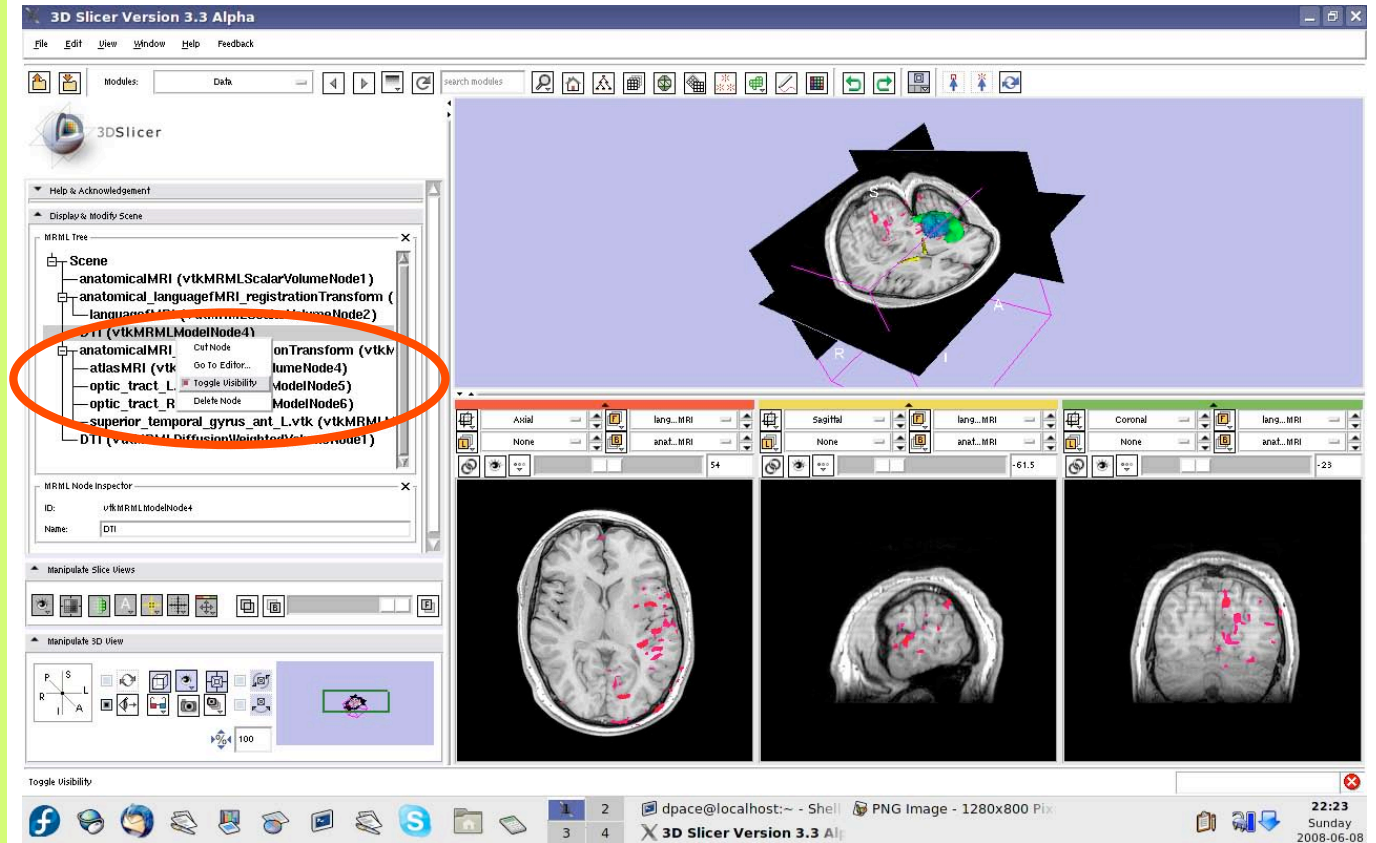 3D Slicer Version 3.3 Alpha
File Edit View Window Help Feedback
Modules: Data search modules
3DSlicer
Help & Acknowledgement
Display & Modify Scene
MRML Tree
Scene
anatomicalMRI (vtkMRMLScalarVolumeNode1)
anatomical_languagefMRI_registrationTransform (
languagefMRI (vtkMRMLScalarVolumeNode2)
DTI (vtkMRMLModelNode4)
anatomicalMRI_ onTransform (vtkM
atlasMRI (vtk lumeNode4)
optic_tract_L. ModelNode5)
optic_tract_R ModelNode6)
superior_temporal_gyrus_ant_L.vtk (vtkMRML
DTI (vtkMRMLDiffusionWeightedVolumeNode1)
Cut Node
Go To Editor...
Toggle Visibility
Delete Node
MRML Node Inspector
ID: vtkMRMLModelNode4
Name: DTI
Manipulate Slice Views
Manipulate 3D View
P S
R L
I A
100
S
A
R
I
Axial lang...MRI
None anat...MRI
54
Sagittal lang...MRI
None anat...MRI
-61.5
Coronal lang...MRI
None anat...MRI
-23
Toggle Visibility
1 2
3 4
dpace@localhost:~ - Shell
PNG Image - 1280x800 Pix
3D Slicer Version 3.3 Al
22:23
Sunday
2008-06-08